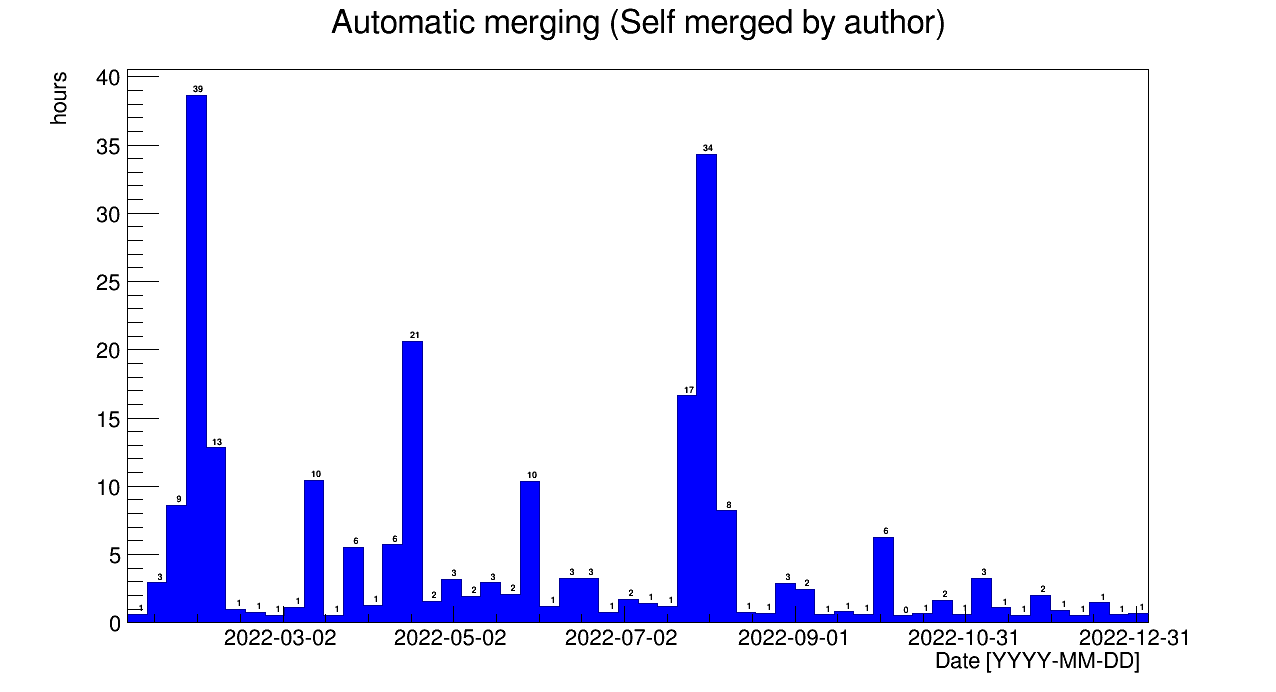 Automatic merging (Self merged by author)
hours
40
35
30
25
20
15
10
5
0
1 3 9 39 13 1 1 1 1 10 1 6 1 6 21 2 3 2 3 2 10 1 3 3 1 2 1 1 17 34 8 1 1 3 2 1 1 1 6 0 1 2 1 3 1 1 2 1 1 1 1 1
2022-03-02 2022-05-02 2022-07-02 2022-09-01 2022-10-31 2022-12-31
Date [YYYY-MM-DD]